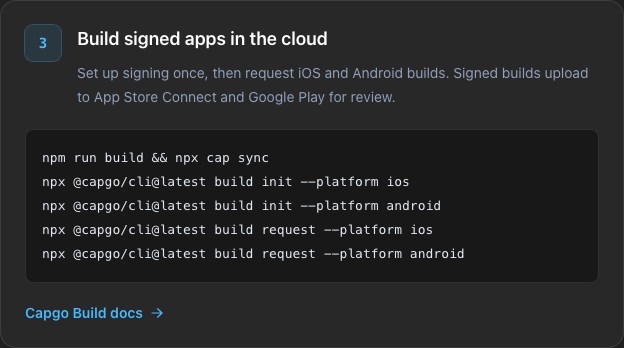 3
Build signed apps in the cloud
Set up signing once, then request iOS and Android builds. Signed builds upload
to App Store Connect and Google Play for review.
npm run build && npx cap sync
npx @capgo/cli@latest build init --platform ios
npx @capgo/cli@latest build init --platform android
npx @capgo/cli@latest build request --platform ios
npx @capgo/cli@latest build request --platform android
Capgo Build docs →